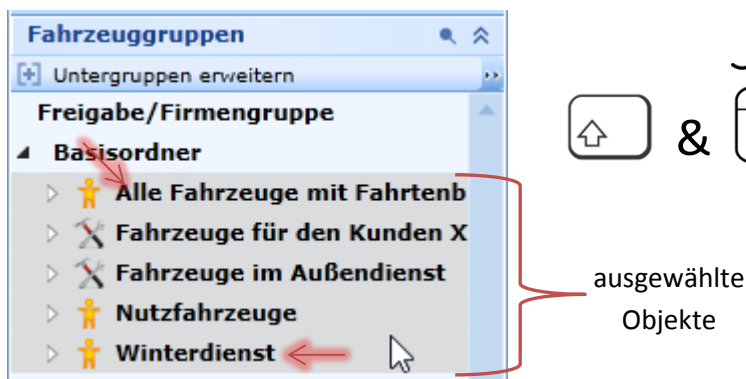 Fahrzeuggruppen
Untergruppen erweitern
Freigabe/Firmengruppe
Basisordner
Alle Fahrzeuge mit Fahrtenb
Fahrzeuge für den Kunden X
Fahrzeuge im Außendienst
Nutzfahrzeuge
Winterdienst
&
ausgewählte
Objekte